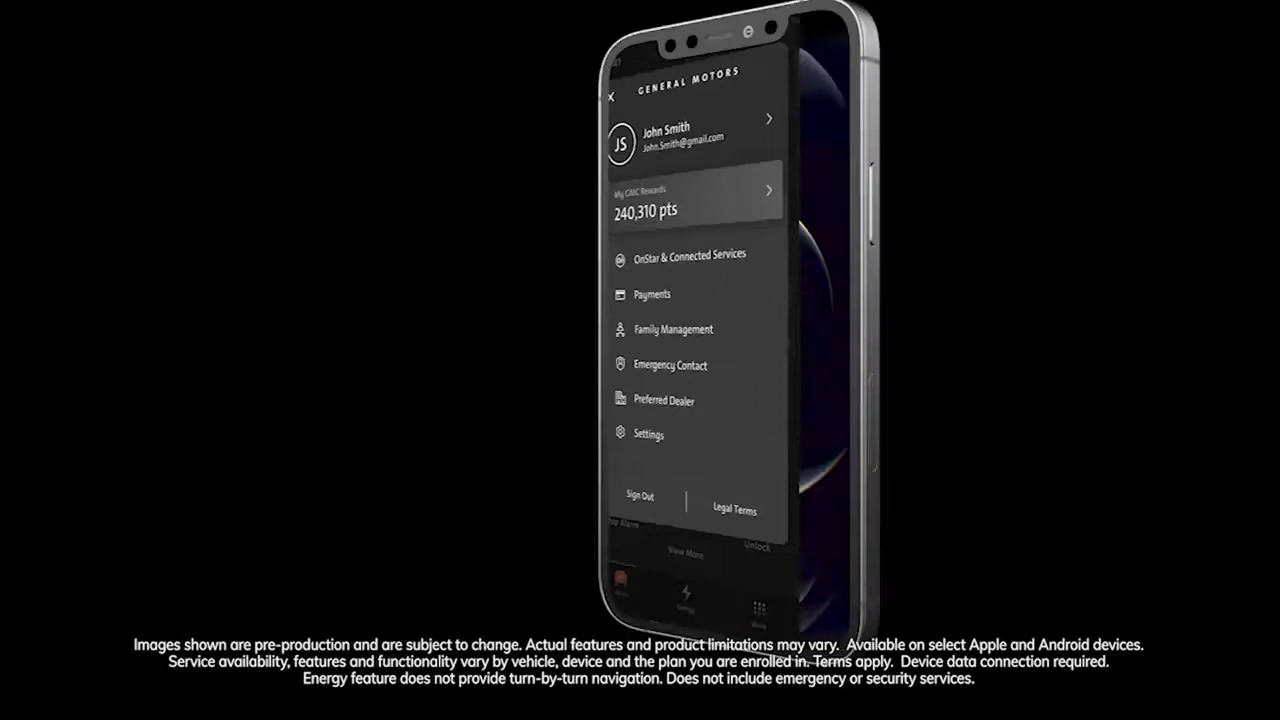 GENERAL MOTORS
X
JS
John Smith
John.Smith@gmail.com
My GMC Rewards
240,310 pts
OnStar & Connected Services
Payments
Family Management
Emergency Contact
Preferred Dealer
Settings
Sign Out
Legal Terms
Alarm
Unlock
View More
Energy
Images shown are pre-production and are subject to change. Actual features and product limitations may vary. Available on select Apple and Android devices.
Service availability, features and functionality vary by vehicle, device and the plan you are enrolled in. Terms apply. Device data connection required.
Energy feature does not provide turn-by-turn navigation. Does not include emergency or security services.